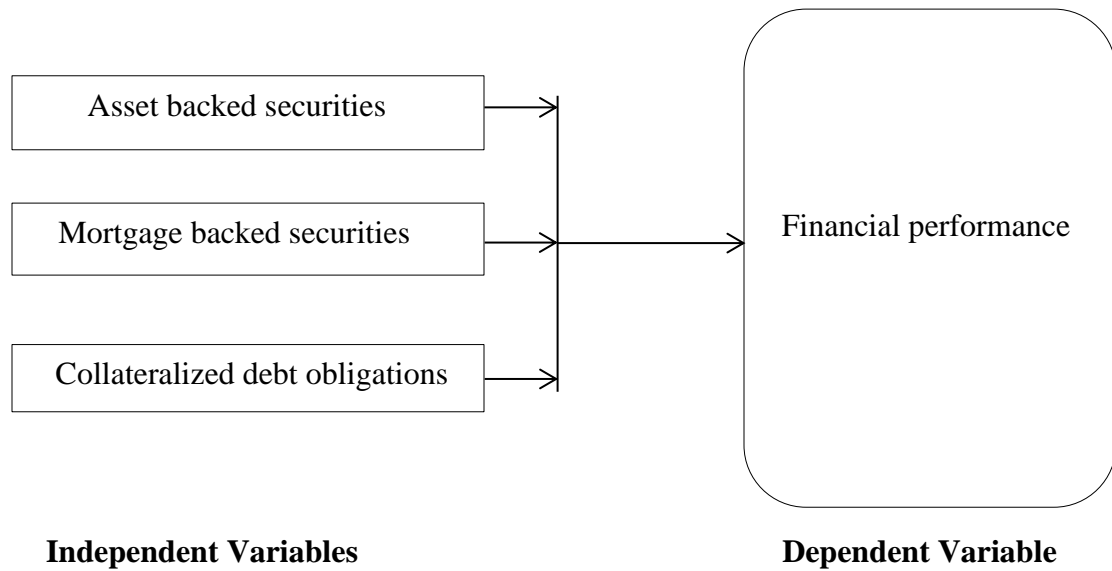 Asset backed securities
Mortgage backed securities
Financial performance
Collateralized debt obligations
Independent Variables
Dependent Variable